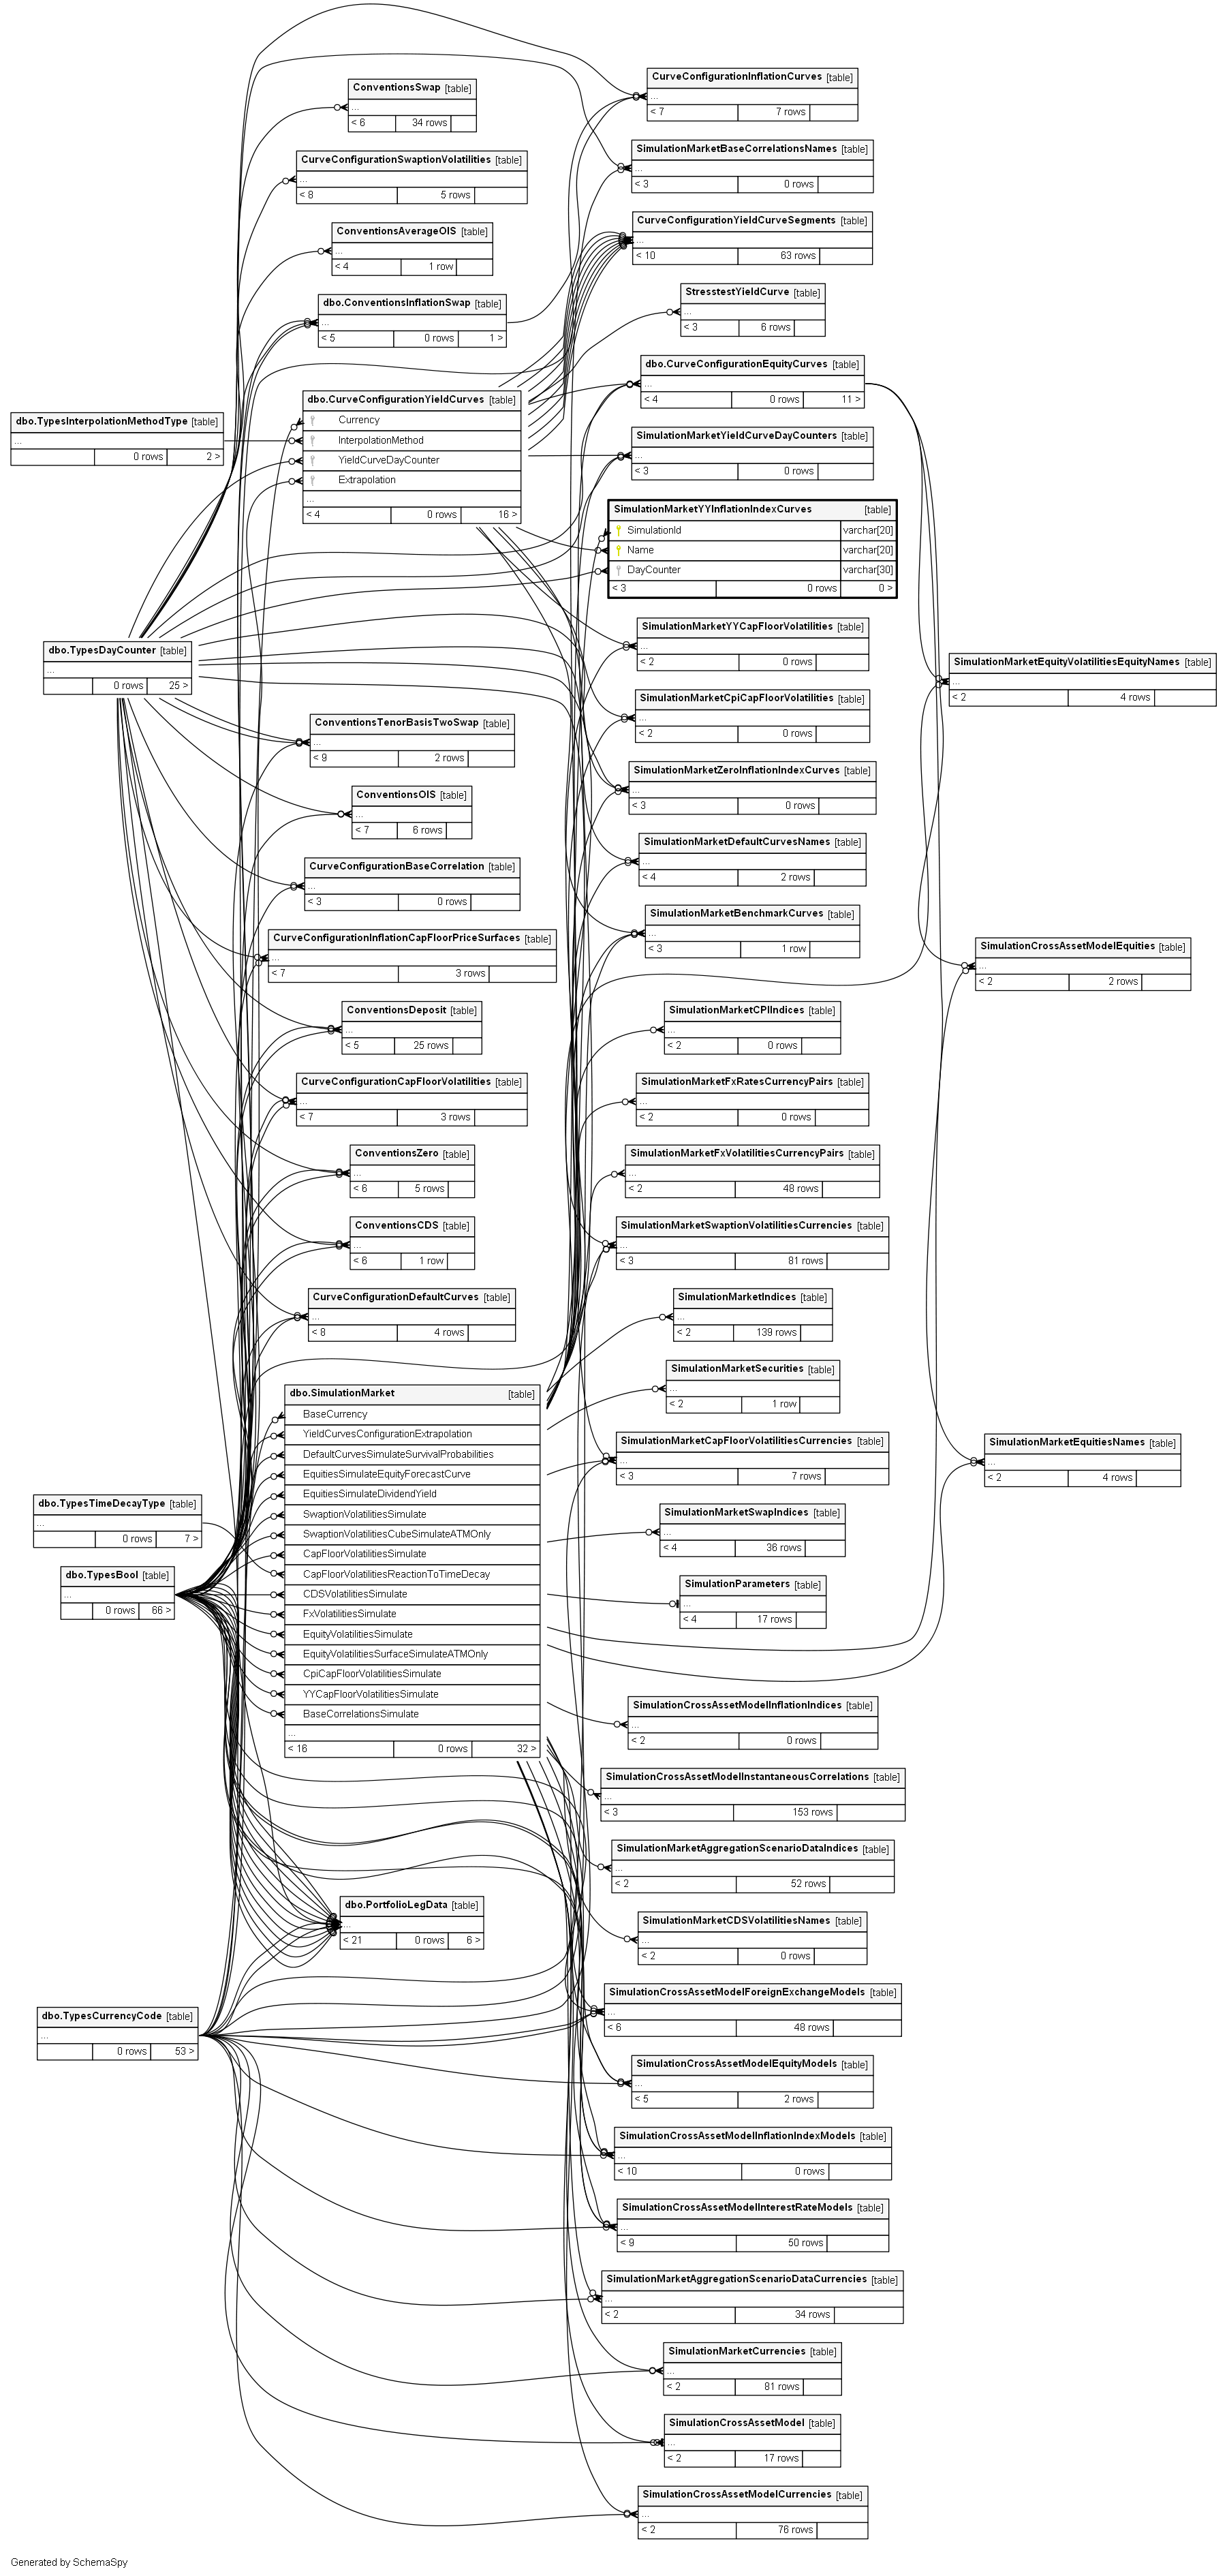 ConventionsSwap [table]
...
< 6 34 rows
CurveConfigurationSwaptionVolatilities [table]
...
< 8 5 rows
ConventionsAverageOIS [table]
...
< 4 1 row
dbo.ConventionsInflationSwap [table]
...
< 5 0 rows 1 >
dbo.CurveConfigurationYieldCurves [table]
Currency
InterpolationMethod
YieldCurveDayCounter
Extrapolation
...
< 4 0 rows 16 >
dbo.TypesInterpolationMethodType [table]
...
0 rows 2 >
dbo.TypesDayCounter [table]
...
0 rows 25 >
ConventionsTenorBasisTwoSwap [table]
...
< 9 2 rows
ConventionsOIS [table]
...
< 7 6 rows
CurveConfigurationBaseCorrelation [table]
...
< 3 0 rows
CurveConfigurationInflationCapFloorPriceSurfaces [table]
...
< 7 3 rows
ConventionsDeposit [table]
...
< 5 25 rows
CurveConfigurationCapFloorVolatilities [table]
...
< 7 3 rows
ConventionsZero [table]
...
< 6 5 rows
ConventionsCDS [table]
...
< 6 1 row
CurveConfigurationDefaultCurves [table]
...
< 8 4 rows
dbo.SimulationMarket [table]
BaseCurrency
YieldCurvesConfigurationExtrapolation
DefaultCurvesSimulateSurvivalProbabilities
EquitiesSimulateEquityForecastCurve
EquitiesSimulateDividendYield
SwaptionVolatilitiesSimulate
SwaptionVolatilitiesCubeSimulateATMOnly
CapFloorVolatilitiesSimulate
CapFloorVolatilitiesReactionToTimeDecay
CDSVolatilitiesSimulate
FxVolatilitiesSimulate
EquityVolatilitiesSimulate
EquityVolatilitiesSurfaceSimulateATMOnly
CpiCapFloorVolatilitiesSimulate
YYCapFloorVolatilitiesSimulate
BaseCorrelationsSimulate
...
< 16 0 rows 32 >
dbo.TypesTimeDecayType [table]
...
0 rows 7 >
dbo.TypesBool [table]
...
0 rows 66 >
dbo.PortfolioLegData [table]
...
< 21 0 rows 6 >
dbo.TypesCurrencyCode [table]
...
0 rows 53 >
CurveConfigurationInflationCurves [table]
...
< 7 7 rows
SimulationMarketBaseCorrelationsNames [table]
...
< 3 0 rows
CurveConfigurationYieldCurveSegments [table]
...
< 10 63 rows
StresstestYieldCurve [table]
...
< 3 6 rows
dbo.CurveConfigurationEquityCurves [table]
...
< 4 0 rows 11 >
SimulationMarketYieldCurveDayCounters [table]
...
< 3 0 rows
SimulationMarketYYInflationIndexCurves [table]
SimulationId varchar[20]
Name varchar[20]
DayCounter varchar[30]
< 3 0 rows 0 >
SimulationMarketYYCapFloorVolatilities [table]
...
< 2 0 rows
SimulationMarketCpiCapFloorVolatilities [table]
...
< 2 0 rows
SimulationMarketZeroInflationIndexCurves [table]
...
< 3 0 rows
SimulationMarketDefaultCurvesNames [table]
...
< 4 2 rows
SimulationMarketBenchmarkCurves [table]
...
< 3 1 row
SimulationMarketCPIIndices [table]
...
< 2 0 rows
SimulationMarketFxRatesCurrencyPairs [table]
...
< 2 0 rows
SimulationMarketFxVolatilitiesCurrencyPairs [table]
...
< 2 48 rows
SimulationMarketSwaptionVolatilitiesCurrencies [table]
...
< 3 81 rows
SimulationMarketIndices [table]
...
< 2 139 rows
SimulationMarketSecurities [table]
...
< 2 1 row
SimulationMarketCapFloorVolatilitiesCurrencies [table]
...
< 3 7 rows
SimulationMarketSwapIndices [table]
...
< 4 36 rows
SimulationParameters [table]
...
< 4 17 rows
SimulationCrossAssetModelInflationIndices [table]
...
< 2 0 rows
SimulationCrossAssetModelInstantaneousCorrelations [table]
...
< 3 153 rows
SimulationMarketAggregationScenarioDataIndices [table]
...
< 2 52 rows
SimulationMarketCDSVolatilitiesNames [table]
...
< 2 0 rows
SimulationCrossAssetModelForeignExchangeModels [table]
...
< 6 48 rows
SimulationCrossAssetModelEquityModels [table]
...
< 5 2 rows
SimulationCrossAssetModelInflationIndexModels [table]
...
< 10 0 rows
SimulationCrossAssetModelInterestRateModels [table]
...
< 9 50 rows
SimulationMarketAggregationScenarioDataCurrencies [table]
...
< 2 34 rows
SimulationMarketCurrencies [table]
...
< 2 81 rows
SimulationCrossAssetModel [table]
...
< 2 17 rows
SimulationCrossAssetModelCurrencies [table]
...
< 2 76 rows
SimulationMarketEquityVolatilitiesEquityNames [table]
...
< 2 4 rows
SimulationCrossAssetModelEquities [table]
...
< 2 2 rows
SimulationMarketEquitiesNames [table]
...
< 2 4 rows
Generated by SchemaSpy